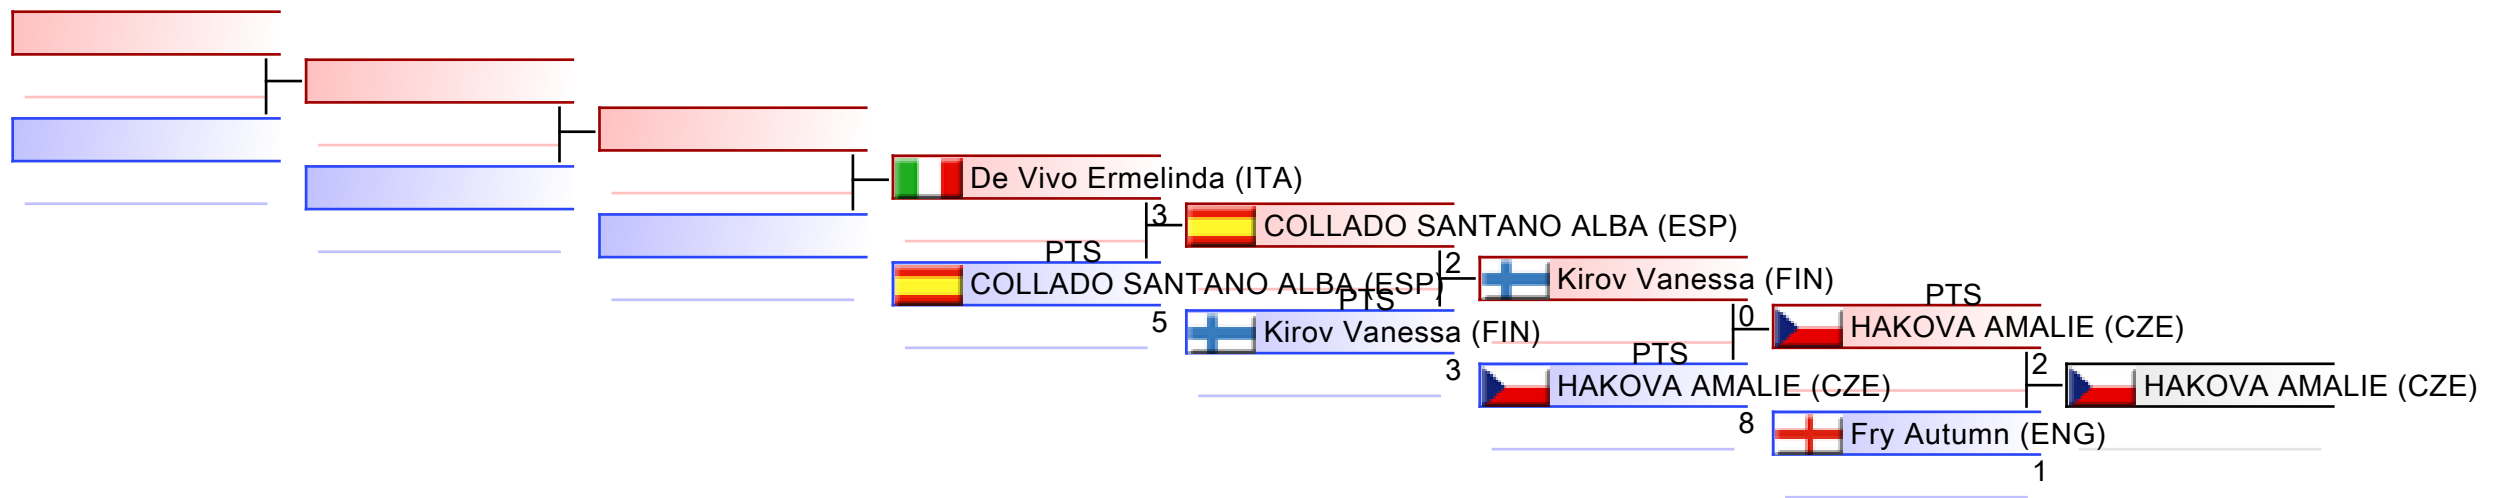 De Vivo Ermelinda (ITA)
3
PTS
COLLADO SANTANO ALBA (ESP)
5
COLLADO SANTANO ALBA (ESP)
2
PTS
Kirov Vanessa (FIN)
3
Kirov Vanessa (FIN)
0
PTS
HAKOVA AMALIE (CZE)
8
PTS
HAKOVA AMALIE (CZE)
2
Fry Autumn (ENG)
1
HAKOVA AMALIE (CZE)